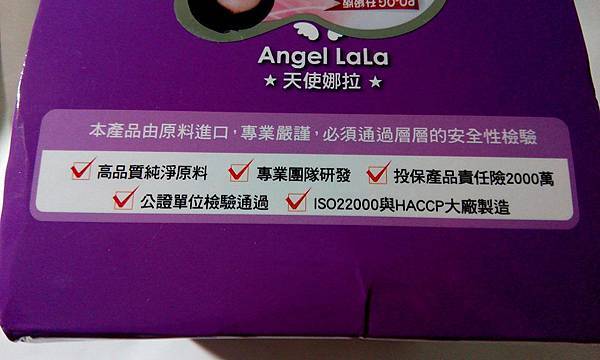 Angel LaLa
★ 天使娜拉 ★
本產品由原料進口，專業嚴謹，必須通過層層的安全性檢驗
高品質純淨原料 專業團隊研發 投保產品責任險2000萬
公證單位檢驗通過 ISO22000與HACCP大廠製造